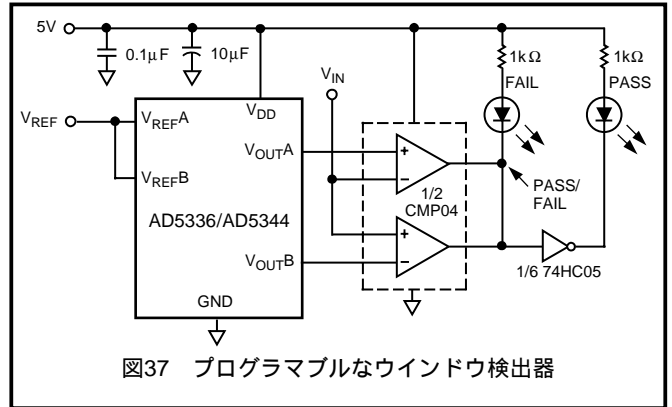 5V
0.1μF
10μF
VIN
1kΩ
FAIL
1kΩ
PASS
VREF
VREFA
VDD
VOUTA
VREFB
AD5336/AD5344
VOUTB
GND
+
−
1/2
CMP04
+
−
PASS/
FAIL
1/6 74HC05
図37 プログラマブルなウインドウ検出器